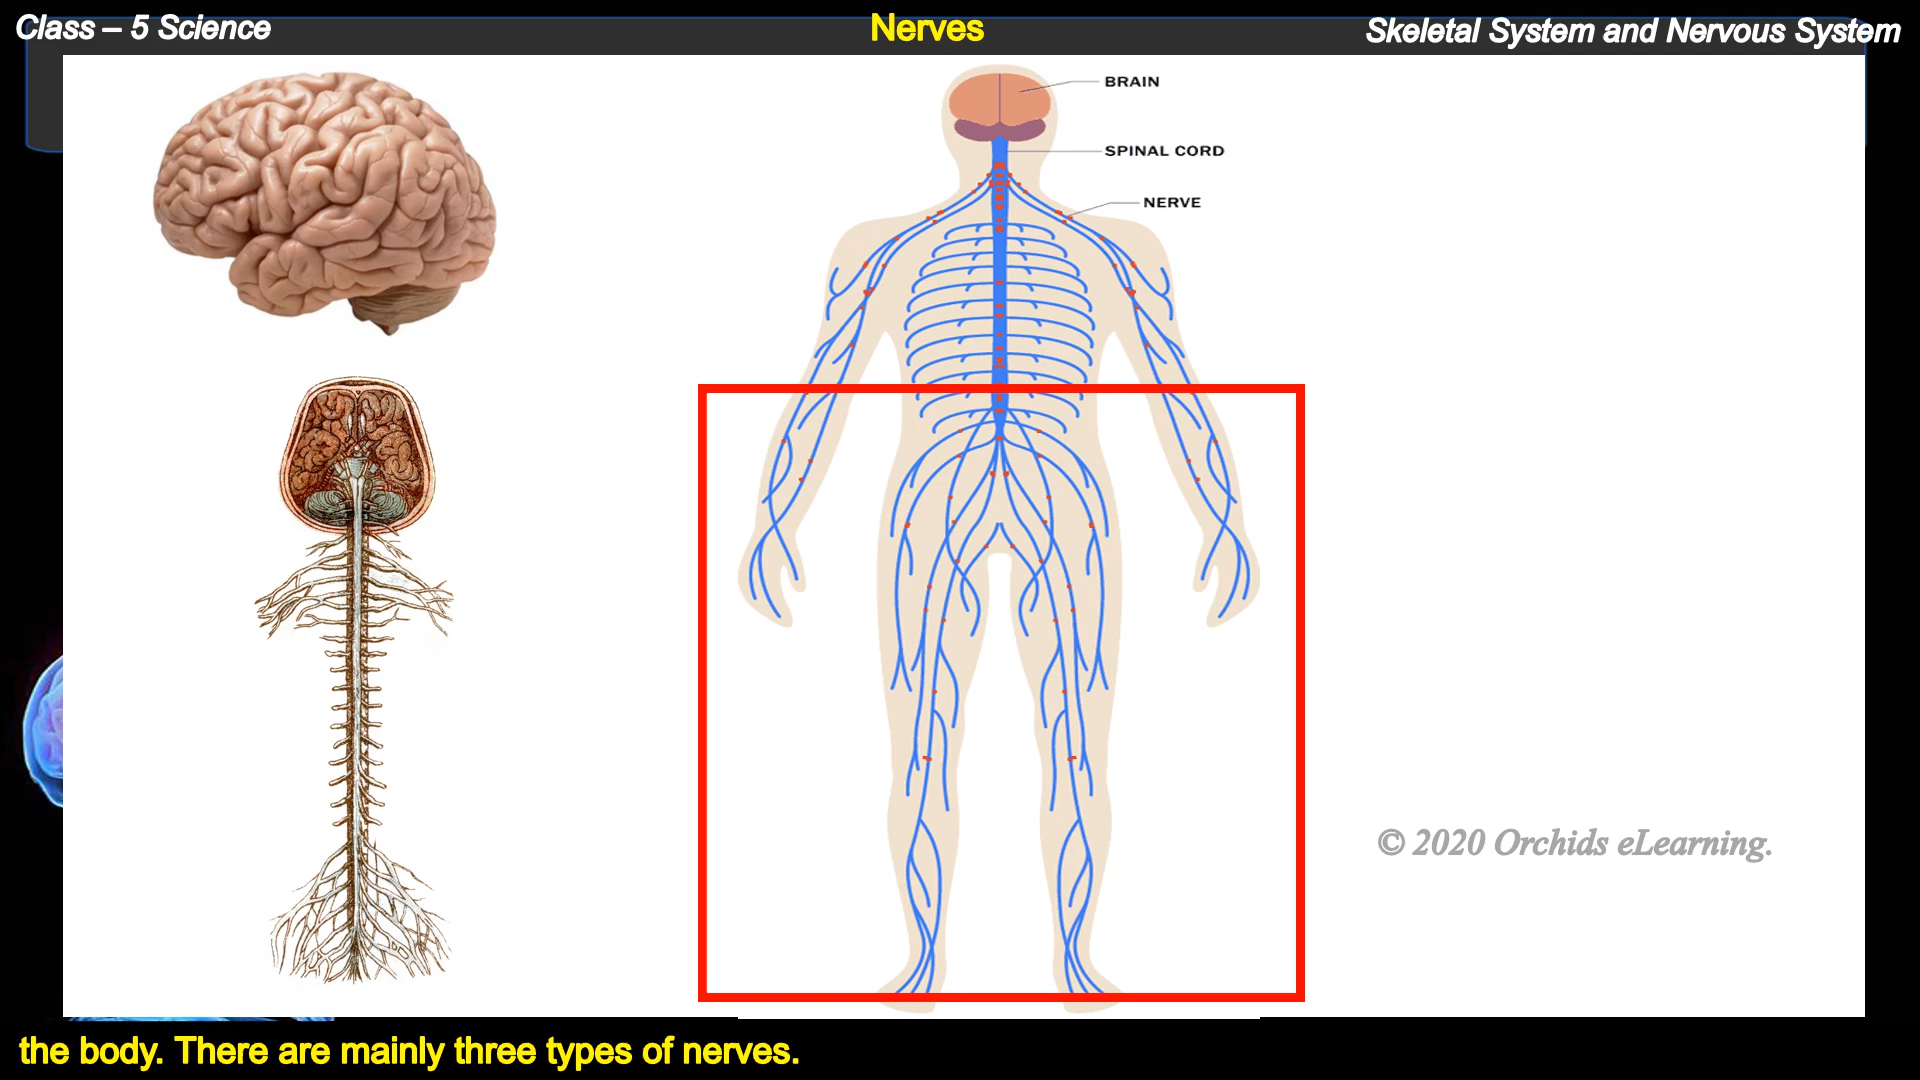 Class – 5 Science
Nerves
Skeletal System and Nervous System
BRAIN
SPINAL CORD
NERVE
© 2020 Orchids eLearning.
the body. There are mainly three types of nerves.